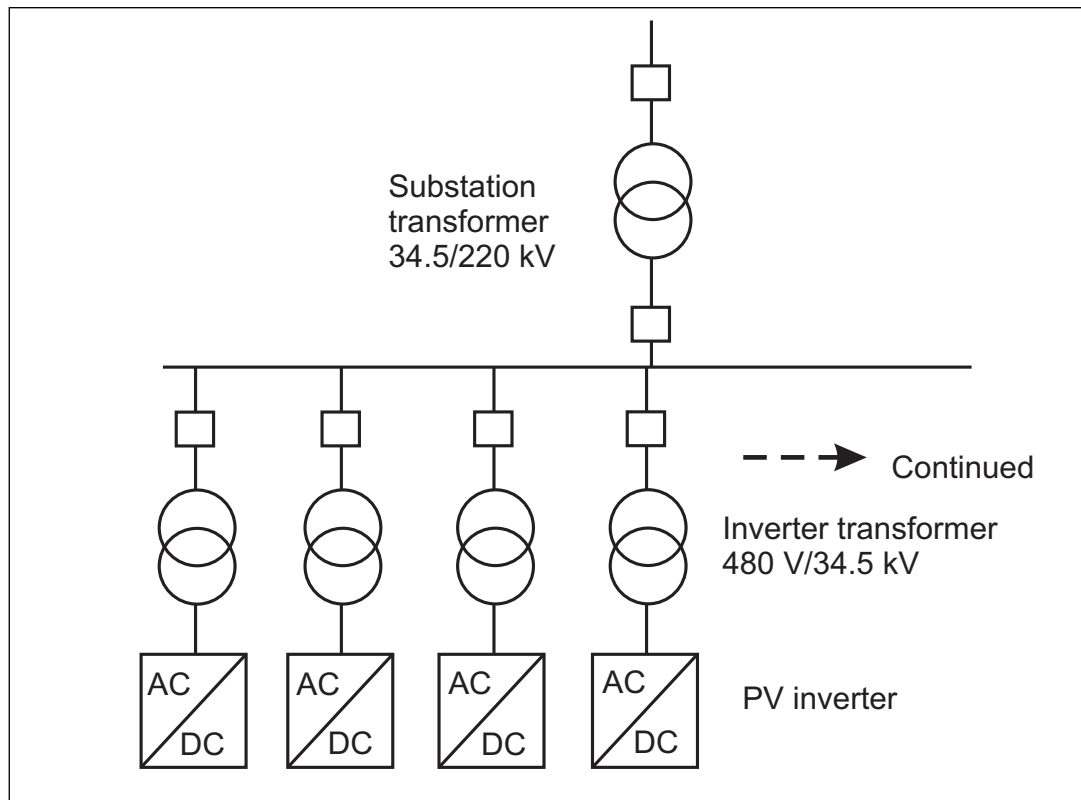 Substation
transformer
34.5/220 kV
Continued
Inverter transformer
480 V/34.5 kV
AC
DC
AC
DC
AC
DC
AC
DC
PV inverter